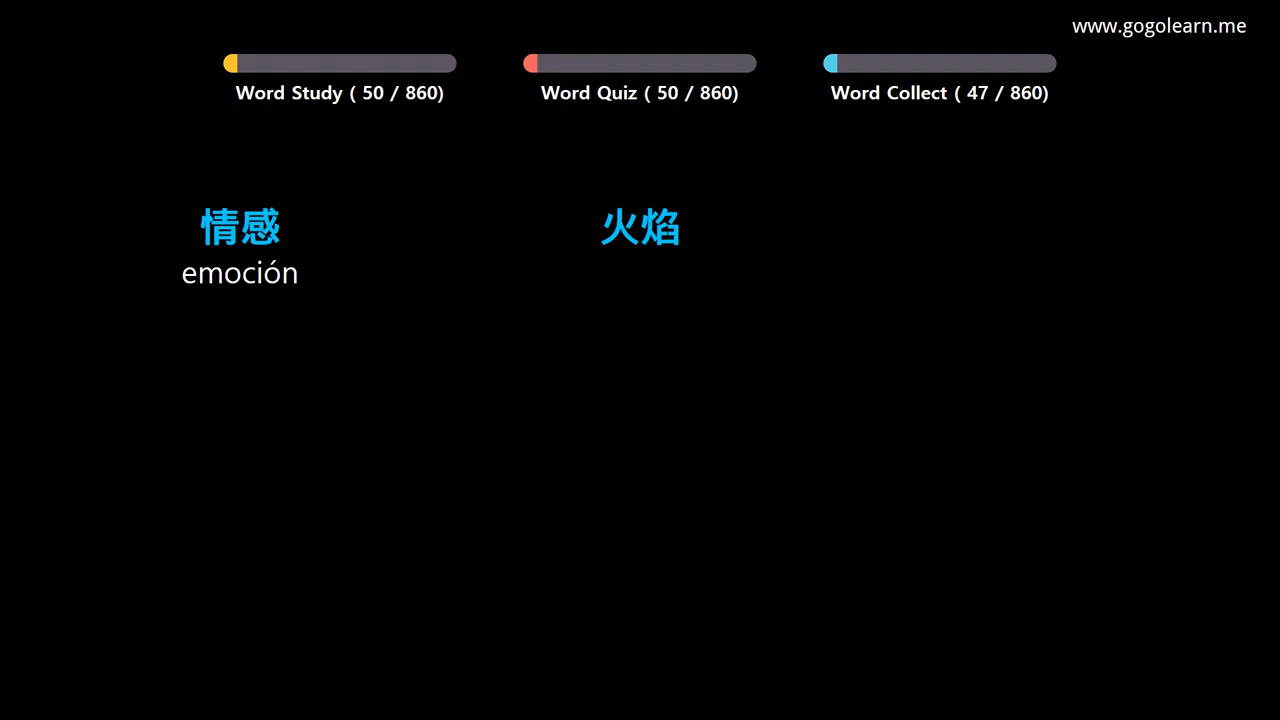 www.gogolearn.me
Word Study ( 50 / 860)
Word Quiz ( 50 / 860)
Word Collect ( 47 / 860)
情感
火焰
emoción